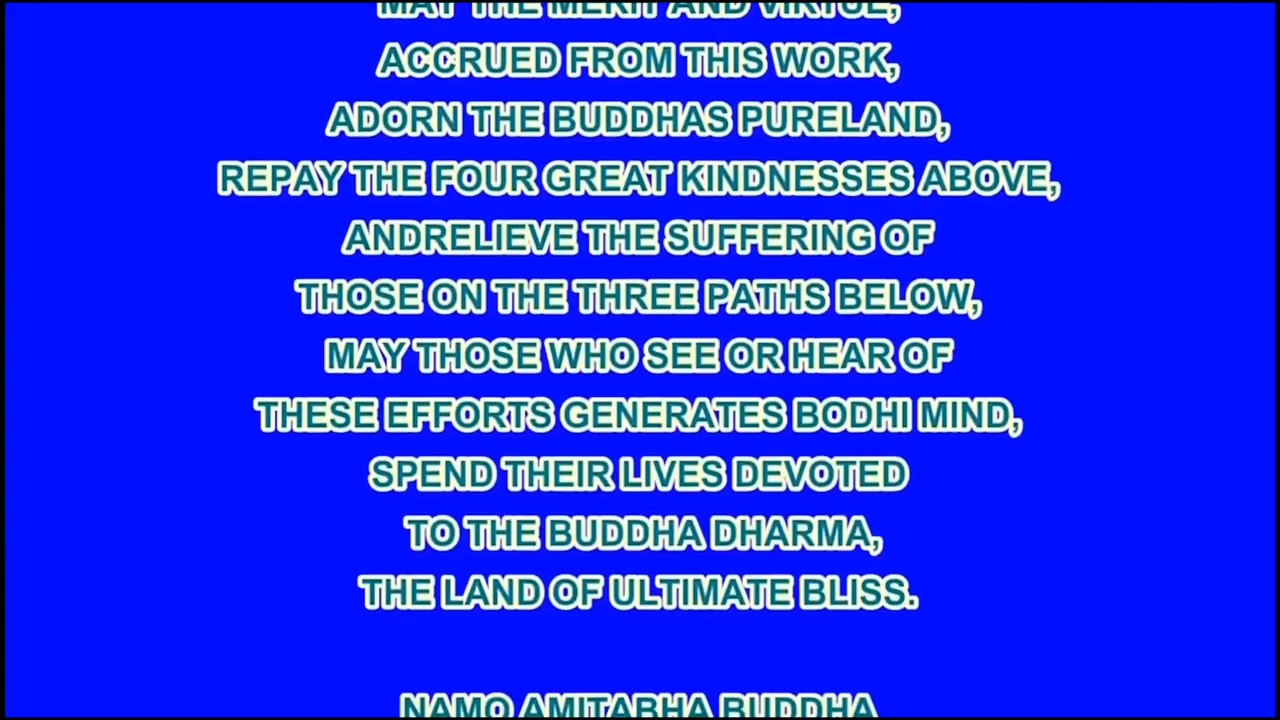 MAY THE MERIT AND VIRTUE,
ACCRUED FROM THIS WORK,
ADORN THE BUDDHAS PURELAND,
REPAY THE FOUR GREAT KINDNESSES ABOVE,
ANDRELIEVE THE SUFFERING OF
THOSE ON THE THREE PATHS BELOW,
MAY THOSE WHO SEE OR HEAR OF
THESE EFFORTS GENERATES BODHI MIND,
SPEND THEIR LIVES DEVOTED
TO THE BUDDHA DHARMA,
THE LAND OF ULTIMATE BLISS.
NAMO AMITABHA BUDDHA